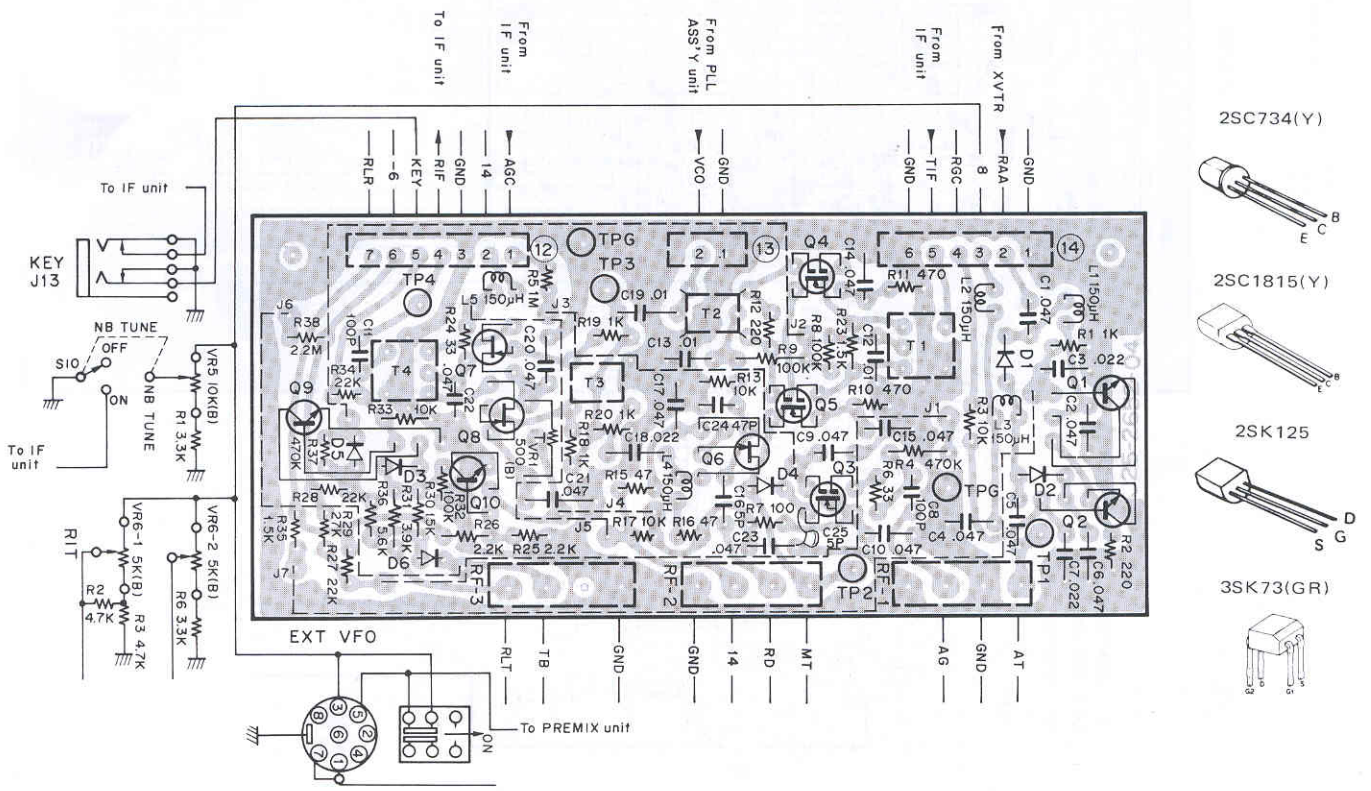 To IF unit
From IF unit
From PLL ASS'Y unit
From IF unit
From XVTR
RLR
-6
KEY
RIF
GND
14
AGC
VCO
GND
GND
TIF
RGC
8
RAA
GND
To IF unit
KEY
J13
NB TUNE
OFF
S10
ON
NB TUNE
VR5 10K(B)
R1 3.3K
To IF unit
RIT
VR6-1 5K(B)
VR6-2 5K(B)
R2
4.7K
R3 4.7K
R6 3.3K
7 6 5 4 3 2 1
12
TPG
TP3
TP4
2 1
13
Q4
C14 .047
6 5 4 3 2 1
14
R11 470
L2 150μH
C1 .047
L1 150μH
R1 1K
C3 .022
Q1
C2 .047
D1
L3
150μH
R3 10K
T1
C12 .01
R10 470
R8 100K
J2
R12 220
R9
100K
T2
C19 .01
R19 1K
C13 .01
R5 1M
J3
L5 150μH
R24 33
Q7
C20 .047
.047
C22
J6
R38
2.2M
C11
100P
R34
22K
T4
R33
10K
Q9
470K
R37
D5
D3
Q8
500
VR1
(B)
T3
R20 1K
R18 1K
C18 .022
C17 .047
R13
10K
C24 47P
Q5
J1
C9 .047
C15 .047
RR4 470K
Q6
D4
Q3
R6 33
C8
100P
TPG
D2
C5
.047
Q2
R2 220
C6 .047
C7 .022
TP1
C4 .047
C10 .047
C25
5P
R7 100
C23
.047
C16 5P
L4 150μH
R15 47
J4
C21
.047
J5
R17 10K
R16 47
Q10
R32
100K
R30 15K
R31 3.9K
R36
5.6K
R26
2.2K
R25 2.2K
D6
R28
22K
R29
27K
R27 22K
R35
1.5K
J7
RF-3
RF-2
TP2
RF-1
EXT VFO
RLT
TB
GND
GND
14
RD
MT
AG
GND
AT
8 3 5 6 2 7 1 4
ON
To PREMIX unit
2SC734(Y)
B
C
E
2SC1815(Y)
B
C
E
2SK125
D
G
S
3SK73(GR)
G2
D
G1
S